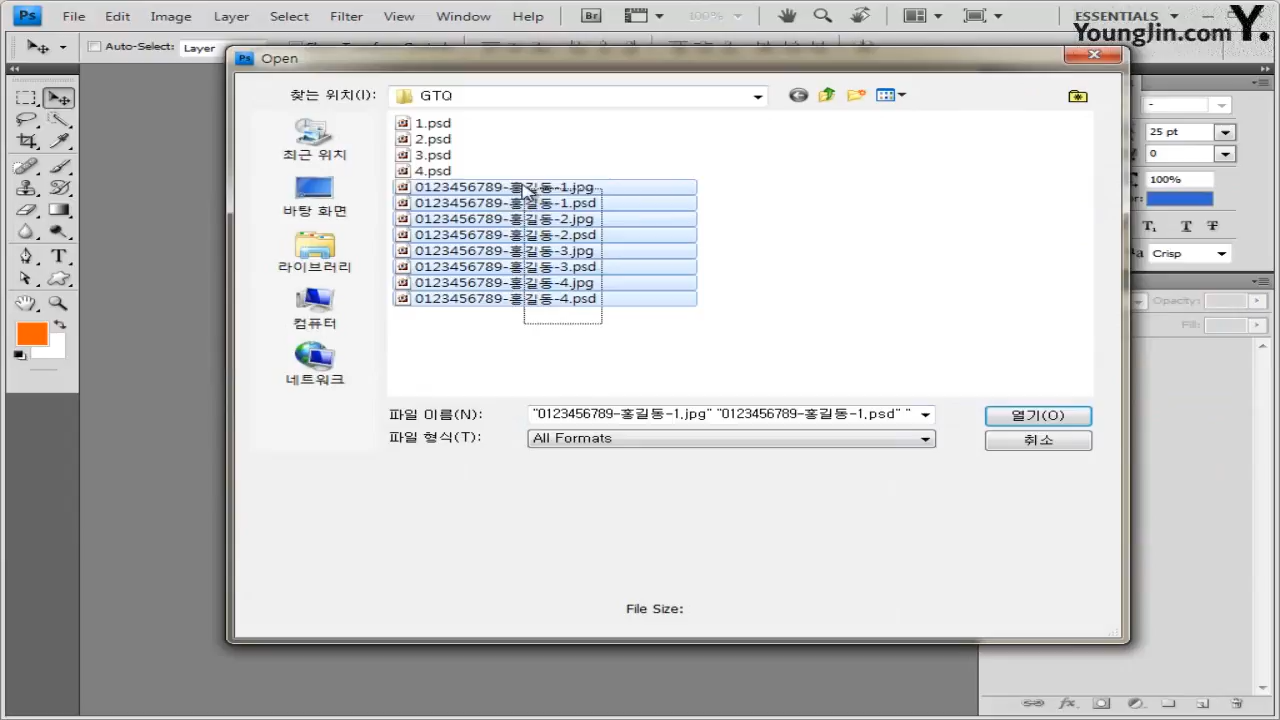 Ps File Edit Image Layer Select Filter View Window Help Br 100% ESSENTIALS
Y.
YoungJin.com
Auto-Select: Layer
Ps Open
찾는 위치(I): GTQ
1.psd
2.psd
3.psd
4.psd
0123456789-홍길동-1.jpg
0123456789-홍길동-1.psd
0123456789-홍길동-2.jpg
0123456789-홍길동-2.psd
0123456789-홍길동-3.jpg
0123456789-홍길동-3.psd
0123456789-홍길동-4.jpg
0123456789-홍길동-4.psd
최근 위치
바탕 화면
라이브러리
컴퓨터
네트워크
파일 이름(N): "0123456789-홍길동-1.jpg" "0123456789-홍길동-1.psd" "
열기(O)
파일 형식(T): All Formats
취소
File Size:
-
25 pt
0
100%
T, T T
Crisp
Opacity:
Fill:
fx